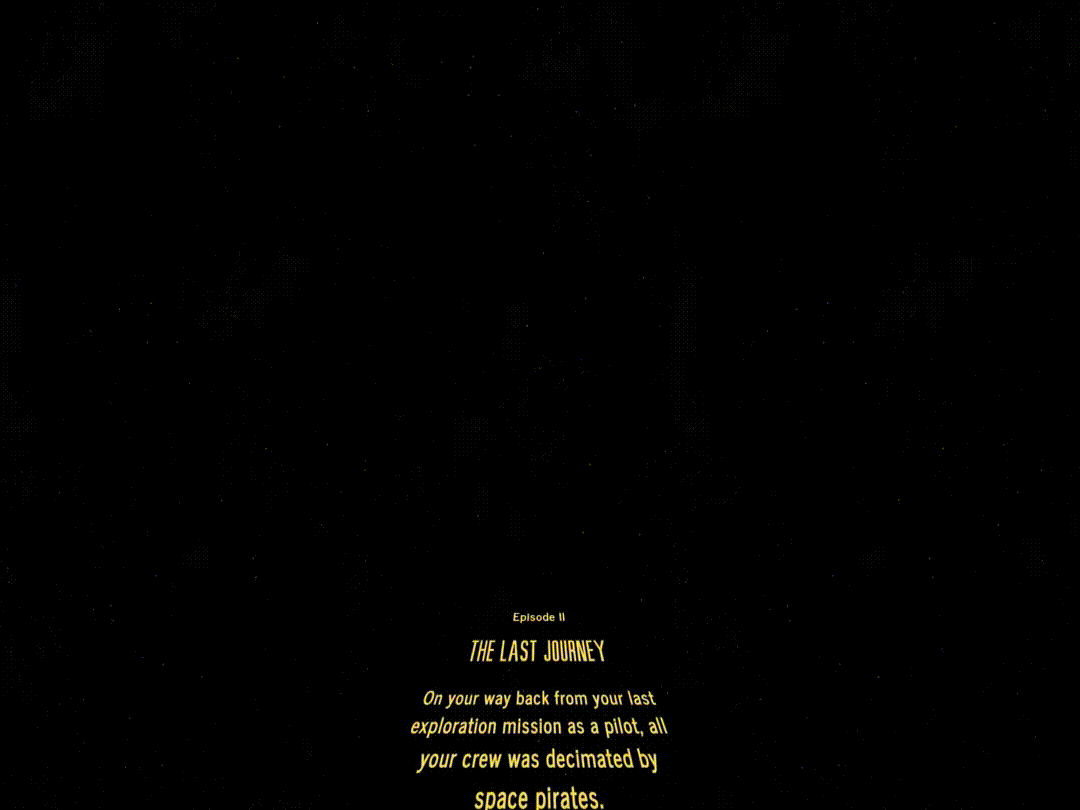 Episode II
THE LAST JOURNEY
On your way back from your last
exploration mission as a pilot, all
your crew was decimated by
space pirates.